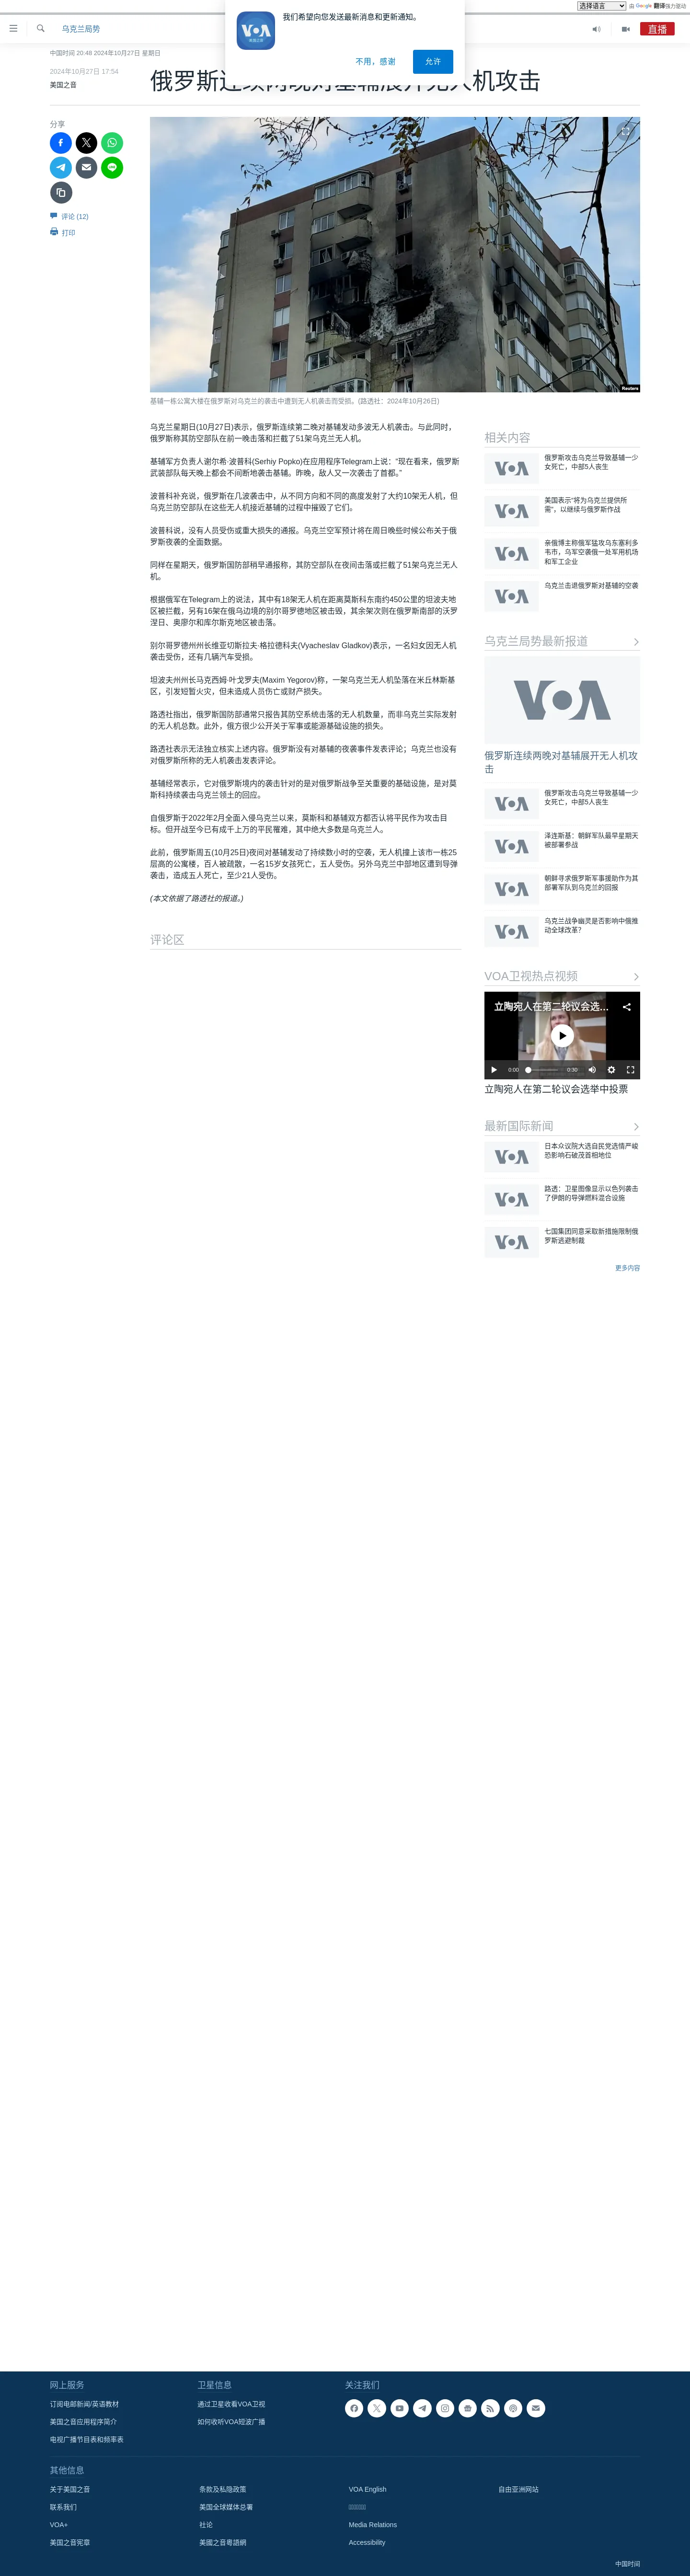 选择语言
由 Google 翻译强力驱动
我们希望向您发送最新消息和更新通知。
不用，感谢
允许
VOA
美国之音
乌克兰局势
直播
中国时间 20:48 2024年10月27日 星期日
2024年10月27日 17:54
美国之音
俄罗斯连续两晚对基辅展开无人机攻击
分享
评论 (12)
打印
Reuters
基辅一栋公寓大楼在俄罗斯对乌克兰的袭击中遭到无人机袭击而受损。(路透社：2024年10月26日)
乌克兰星期日(10月27日)表示，俄罗斯连续第二晚对基辅发动多波无人机袭击。与此同时，
俄罗斯称其防空部队在前一晚击落和拦截了51架乌克兰无人机。
基辅军方负责人谢尔希·波普科(Serhiy Popko)在应用程序Telegram上说：“现在看来，俄罗斯
武装部队每天晚上都会不间断地袭击基辅。昨晚，敌人又一次袭击了首都。”
波普科补充说，俄罗斯在几波袭击中，从不同方向和不同的高度发射了大约10架无人机，但
乌克兰防空部队在这些无人机接近基辅的过程中摧毁了它们。
波普科说，没有人员受伤或重大损失的通报。乌克兰空军预计将在周日晚些时候公布关于俄
罗斯夜袭的全面数据。
同样在星期天，俄罗斯国防部稍早通报称，其防空部队在夜间击落或拦截了51架乌克兰无人
机。
根据俄军在Telegram上的说法，其中有18架无人机在距离莫斯科东南约450公里的坦波夫地
区被拦截，另有16架在俄乌边境的别尔哥罗德地区被击毁，其余架次则在俄罗斯南部的沃罗
涅日、奥廖尔和库尔斯克地区被击落。
别尔哥罗德州州长维亚切斯拉夫·格拉德科夫(Vyacheslav Gladkov)表示，一名妇女因无人机
袭击受伤，还有几辆汽车受损。
坦波夫州州长马克西姆·叶戈罗夫(Maxim Yegorov)称，一架乌克兰无人机坠落在米丘林斯基
区，引发短暂火灾，但未造成人员伤亡或财产损失。
路透社指出，俄罗斯国防部通常只报告其防空系统击落的无人机数量，而非乌克兰实际发射
的无人机总数。此外，俄方很少公开关于军事或能源基础设施的损失。
路透社表示无法独立核实上述内容。俄罗斯没有对基辅的夜袭事件发表评论；乌克兰也没有
对俄罗斯所称的无人机袭击发表评论。
基辅经常表示，它对俄罗斯境内的袭击针对的是对俄罗斯战争至关重要的基础设施，是对莫
斯科持续袭击乌克兰领土的回应。
自俄罗斯于2022年2月全面入侵乌克兰以来，莫斯科和基辅双方都否认将平民作为攻击目
标。但开战至今已有成千上万的平民罹难，其中绝大多数是乌克兰人。
此前，俄罗斯周五(10月25日)夜间对基辅发动了持续数小时的空袭，无人机撞上该市一栋25
层高的公寓楼，百人被疏散，一名15岁女孩死亡，五人受伤。另外乌克兰中部地区遭到导弹
袭击，造成五人死亡，至少21人受伤。
(本文依据了路透社的报道。)
评论区
相关内容
VOA
俄罗斯攻击乌克兰导致基辅一少
女死亡，中部5人丧生
VOA
美国表示“将为乌克兰提供所
需”，以继续与俄罗斯作战
VOA
亲俄博主称俄军猛攻乌东塞利多
韦市，乌军空袭俄一处军用机场
和军工企业
VOA
乌克兰击退俄罗斯对基辅的空袭
乌克兰局势最新报道
VOA
俄罗斯连续两晚对基辅展开无人机攻
击
VOA
俄罗斯攻击乌克兰导致基辅一少
女死亡，中部5人丧生
VOA
泽连斯基：朝鲜军队最早星期天
被部署参战
VOA
朝鲜寻求俄罗斯军事援助作为其
部署军队到乌克兰的回报
VOA
乌克兰战争幽灵是否影响中俄推
动全球改革？
VOA卫视热点视频
立陶宛人在第二轮议会选…
0:00
0:30
立陶宛人在第二轮议会选举中投票
最新国际新闻
VOA
日本众议院大选自民党选情严峻
恐影响石破茂首相地位
VOA
路透：卫星图像显示以色列袭击
了伊朗的导弹燃料混合设施
VOA
七国集团同意采取新措施限制俄
罗斯逃避制裁
更多内容
网上服务
订阅电邮新闻/英语教材
美国之音应用程序简介
电视广播节目表和频率表
卫星信息
通过卫星收看VOA卫视
如何收听VOA短波广播
关注我们
其他信息
关于美国之音
条款及私隐政策
VOA English
自由亚洲网站
联系我们
美国全球媒体总署
VOA+
社论
Media Relations
美国之音宪章
美國之音粵語網
Accessibility
中国时间